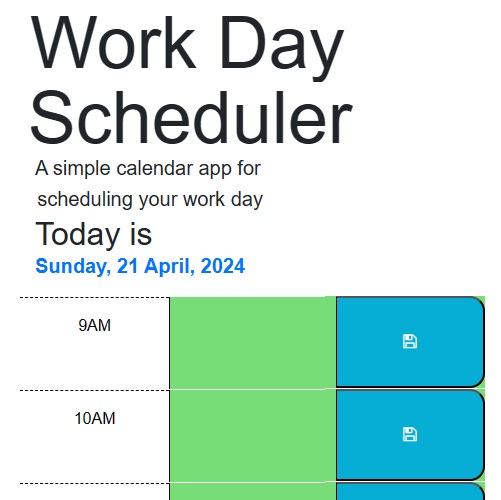 Work Day
Scheduler
A simple calendar app for
scheduling your work day
Today is
Sunday, 21 April, 2024
9AM
10AM